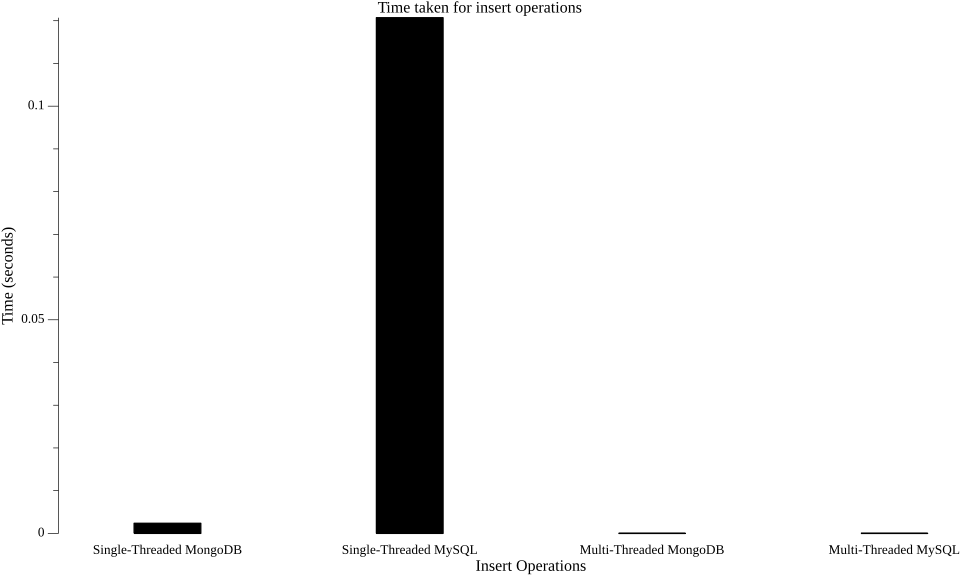 Time taken for insert operations
0.1
0.05
0
Time (seconds)
Single-Threaded MongoDB
Single-Threaded MySQL
Multi-Threaded MongoDB
Multi-Threaded MySQL
Insert Operations